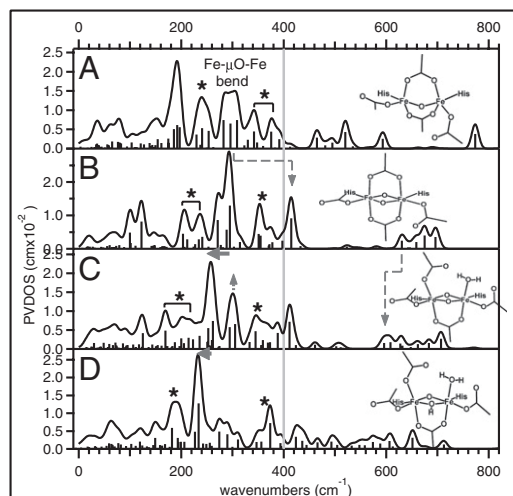 0 200 400 600 800
Fe-μO-Fe
bend
A
2.5
2.0
1.5
1.0
0.5
0.0
*
*
His
His
Fe
Fe
O
O
O
O
O
O
O
B
2.0
1.5
1.0
0.5
0.0
*
*
His
His
Fe
Fe
O
O
O
O
O
O
C
2.5
2.0
1.5
1.0
0.5
0.0
*
*
H
H
His
His
O
O
D
2.5
2.0
1.5
1.0
0.5
0.0
*
*
H
H
His
His
Fe
Fe
O
O
H
PVDOS (cmx10⁻²)
0 200 400 600 800
wavenumbers (cm⁻¹)